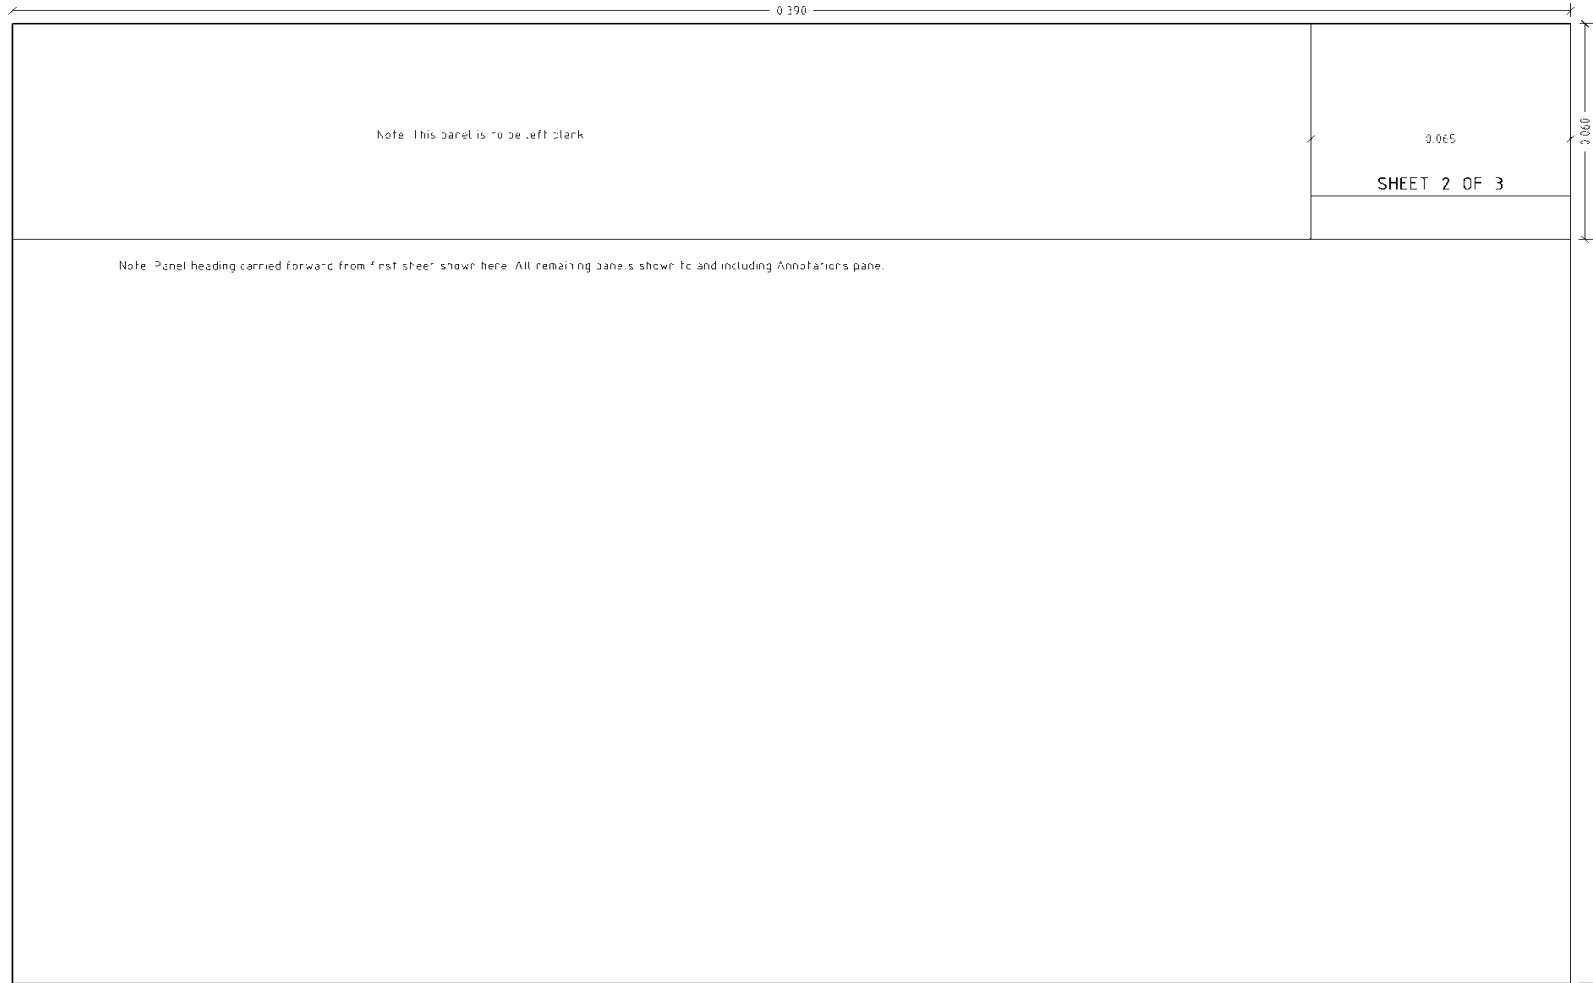 0.390
Note: This panel is to be left blank
0.065
0.060
SHEET 2 OF 3
Note: Panel heading carried forward from first sheet shown here. All remaining panels shown to and including Annotations panel.